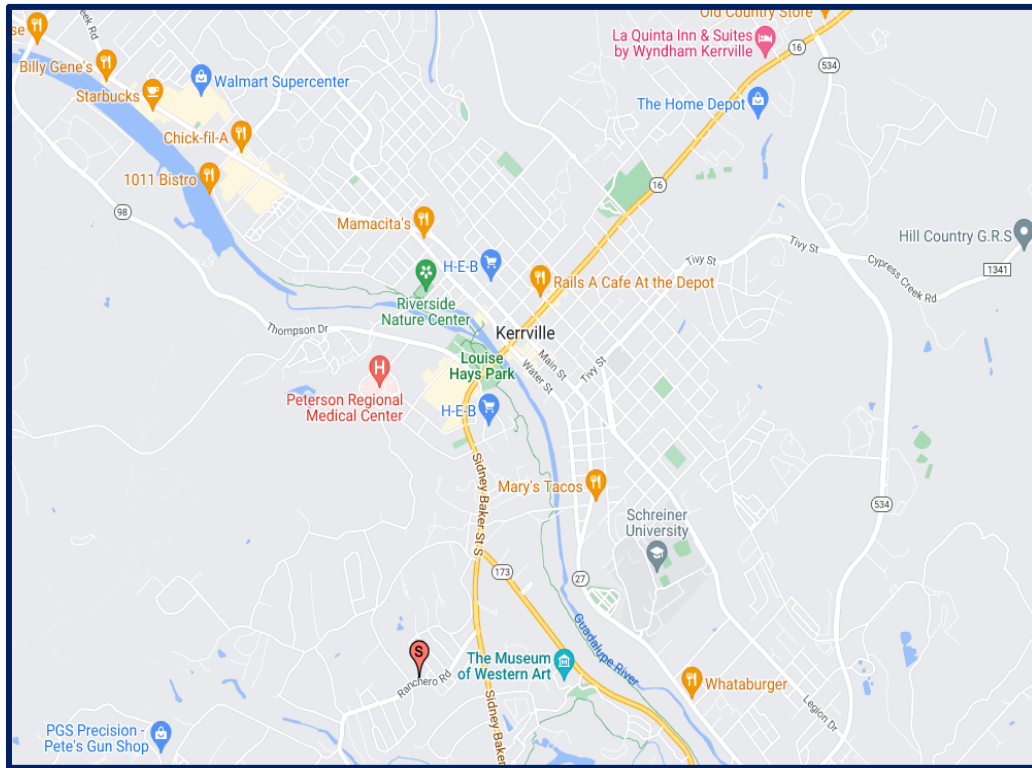 Old Country Store
se
Creek Rd
La Quinta Inn & Suites
by Wyndham Kerrville
16
534
Billy Gene's
Walmart Supercenter
Starbucks
The Home Depot
Chick-fil-A
1011 Bistro
16
98
Mamacita's
Tivy St
Tivy St
Hill Country G.R.S
1341
Cypress Creek Rd
H-E-B
Rails A Cafe At the Depot
Riverside
Nature Center
Thompson Dr
Kerrville
Main St
Water St
Tivy St
Louise
Hays Park
H
Peterson Regional
Medical Center
H-E-B
Sidney Baker St S
Mary's Tacos
534
Schreiner
University
173
27
Guadalupe River
S
Ranchero Rd
The Museum
of Western Art
Whataburger
Legion Dr
Sidney Baker
PGS Precision -
Pete's Gun Shop